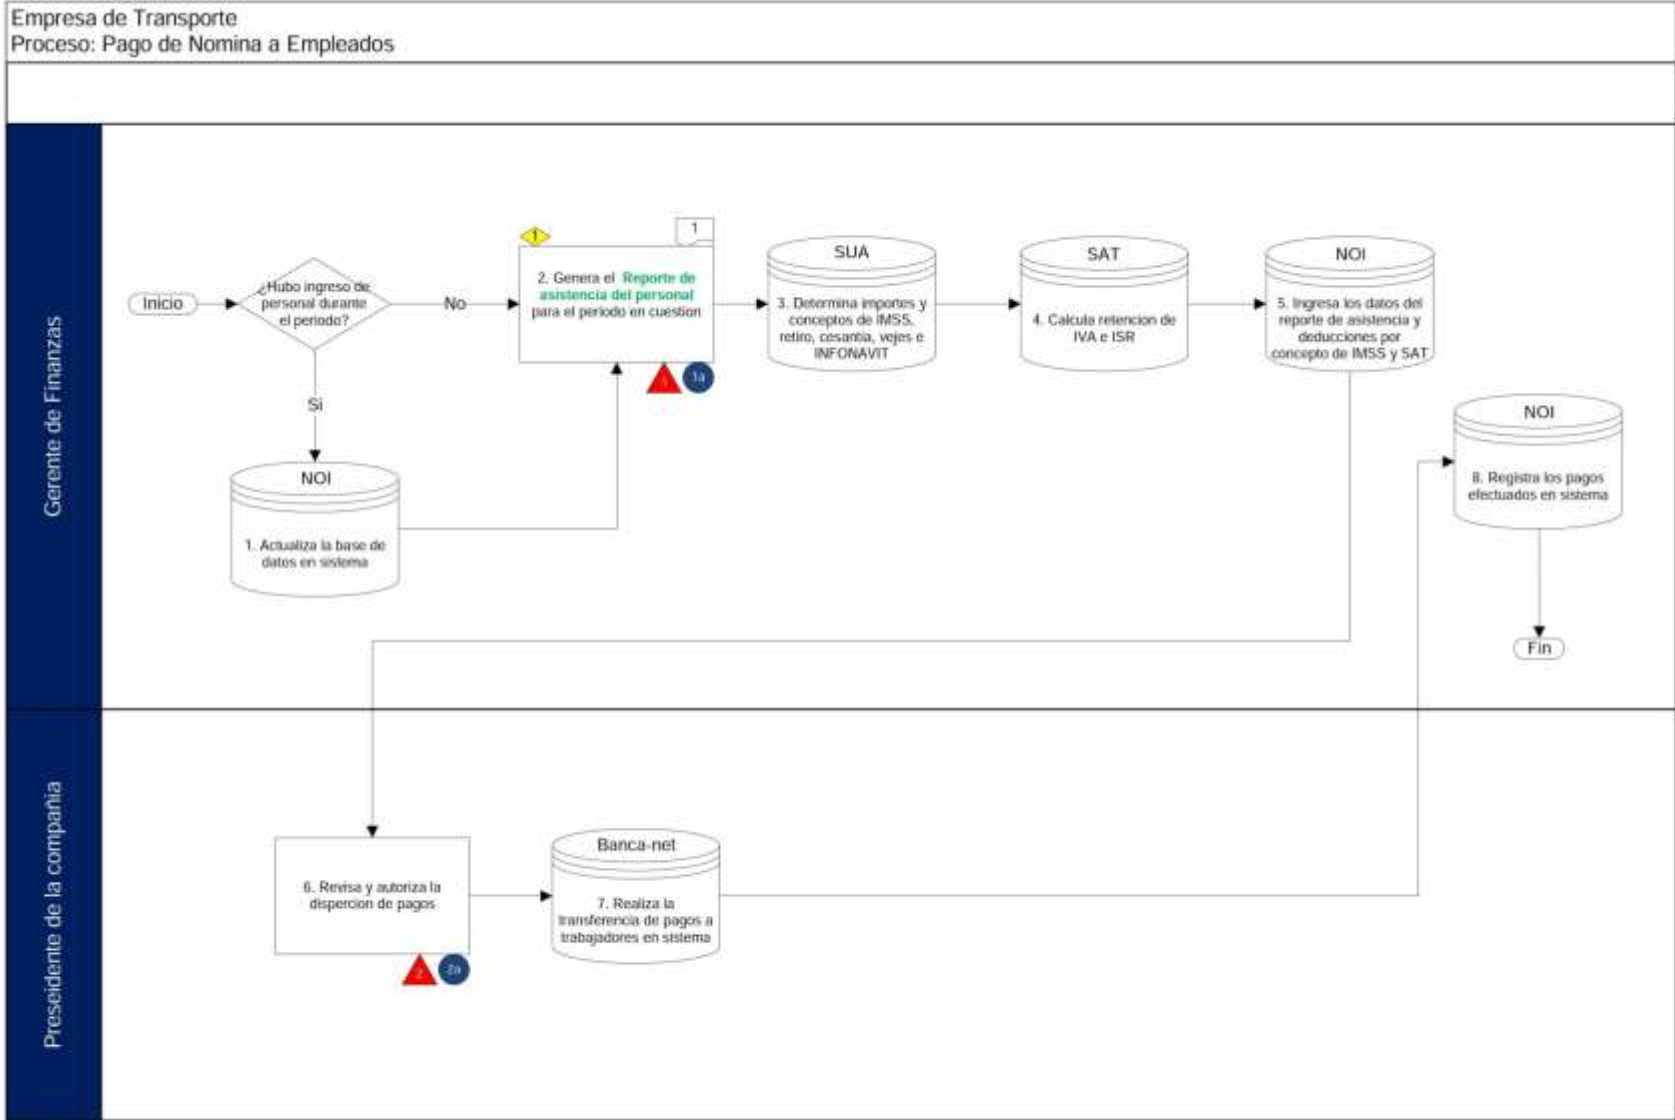 Empresa de Transporte
Proceso: Pago de Nomina a Empleados
Gerente de Finanzas
Inicio
¿Hubo ingreso de
personal durante
el periodo?
No
Si
NOI
1. Actualiza la base de
datos en sistema
1
1
2. Genera el Reporte de
asistencia del personal
para el periodo en cuestion
1
1a
SUA
3. Determina importes y
conceptos de IMSS,
retiro, cesantia, vejes e
INFONAVIT
SAT
4. Calcula retencion de
IVA e ISR
NOI
5. Ingresa los datos del
reporte de asistencia y
deducciones por
concepto de IMSS y SAT
NOI
8. Registra los pagos
efectuados en sistema
Fin
Preseidente de la compañia
6. Revisa y autoriza la
dispercion de pagos
2
2a
Banca-net
7. Realiza la
transferencia de pagos a
trabajadores en sistema